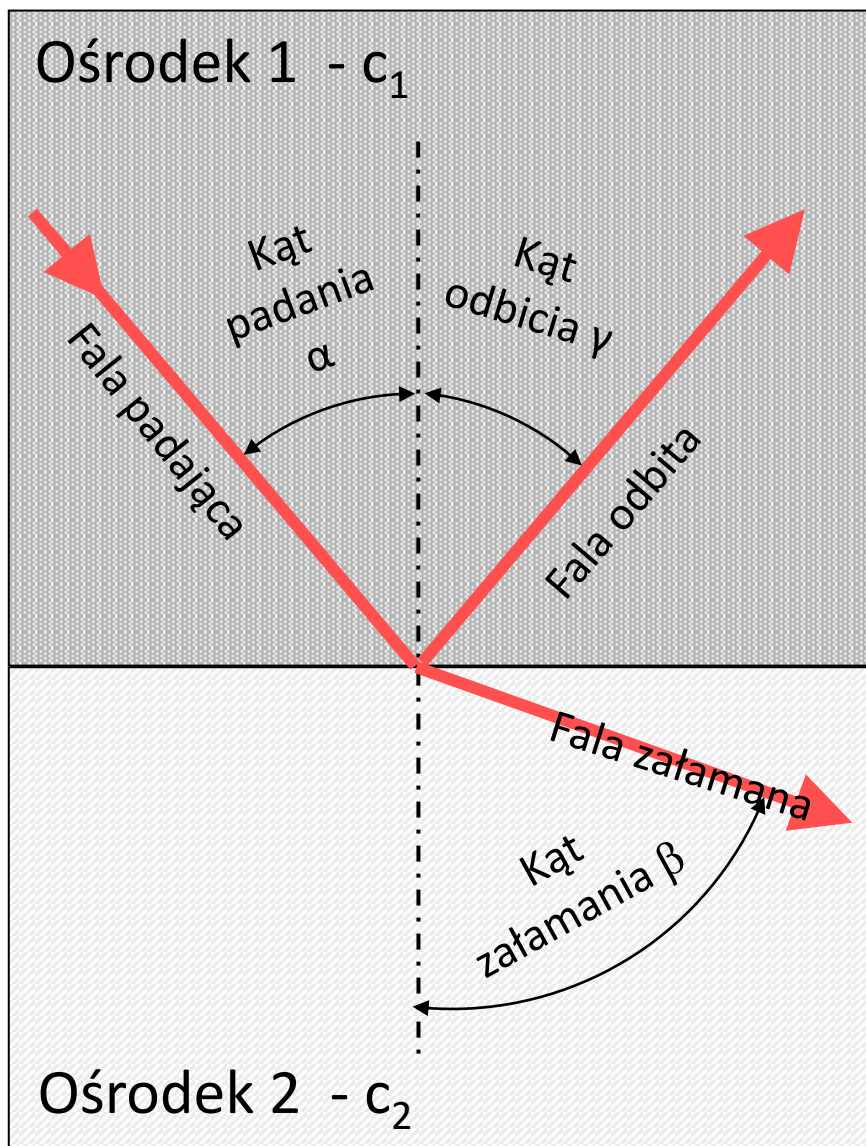 Ośrodek 1 - c₁
Kąt
padania
α
Kąt
odbicia γ
Fala padająca
Fala odbita
Fala załamana
Kąt
załamania β
Ośrodek 2 - c₂